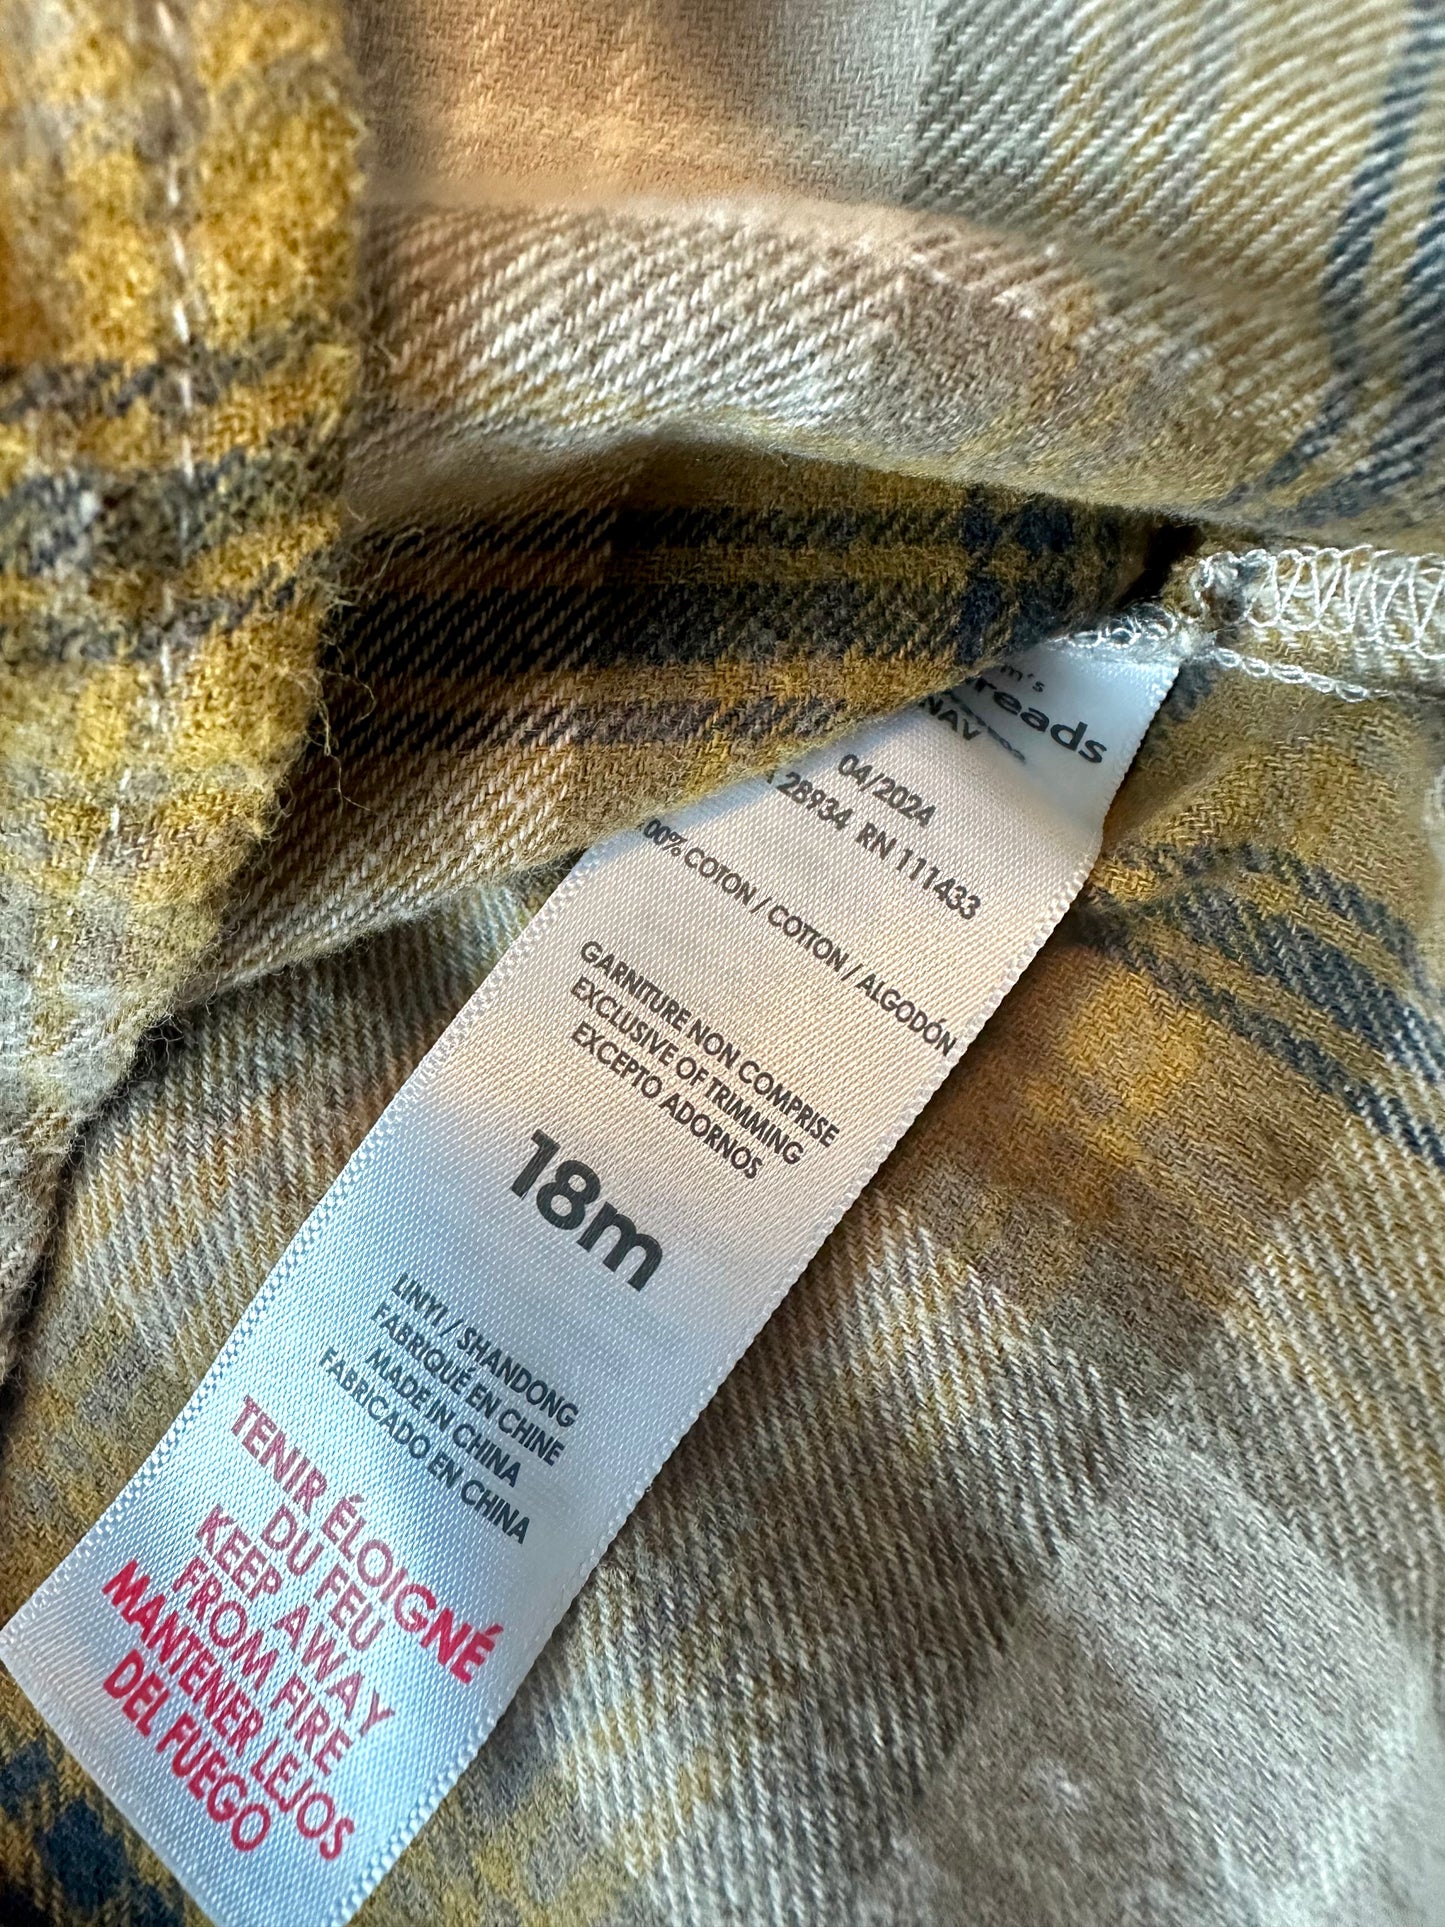 m's
reads
NAV
04/2024
28934 RN 111433
00% COTON / COTTON / ALGODÓN
GARNITURE NON COMPRISE
EXCLUSIVE OF TRIMMING
EXCEPTO ADORNOS
18m
LINYI / SHANDONG
FABRIQUÉ EN CHINE
MADE IN CHINA
FABRICADO EN CHINA
TENIR ÉLOIGNÉ
DU FEU
KEEP AWAY
FROM FIRE
MANTENER LEJOS
DEL FUEGO